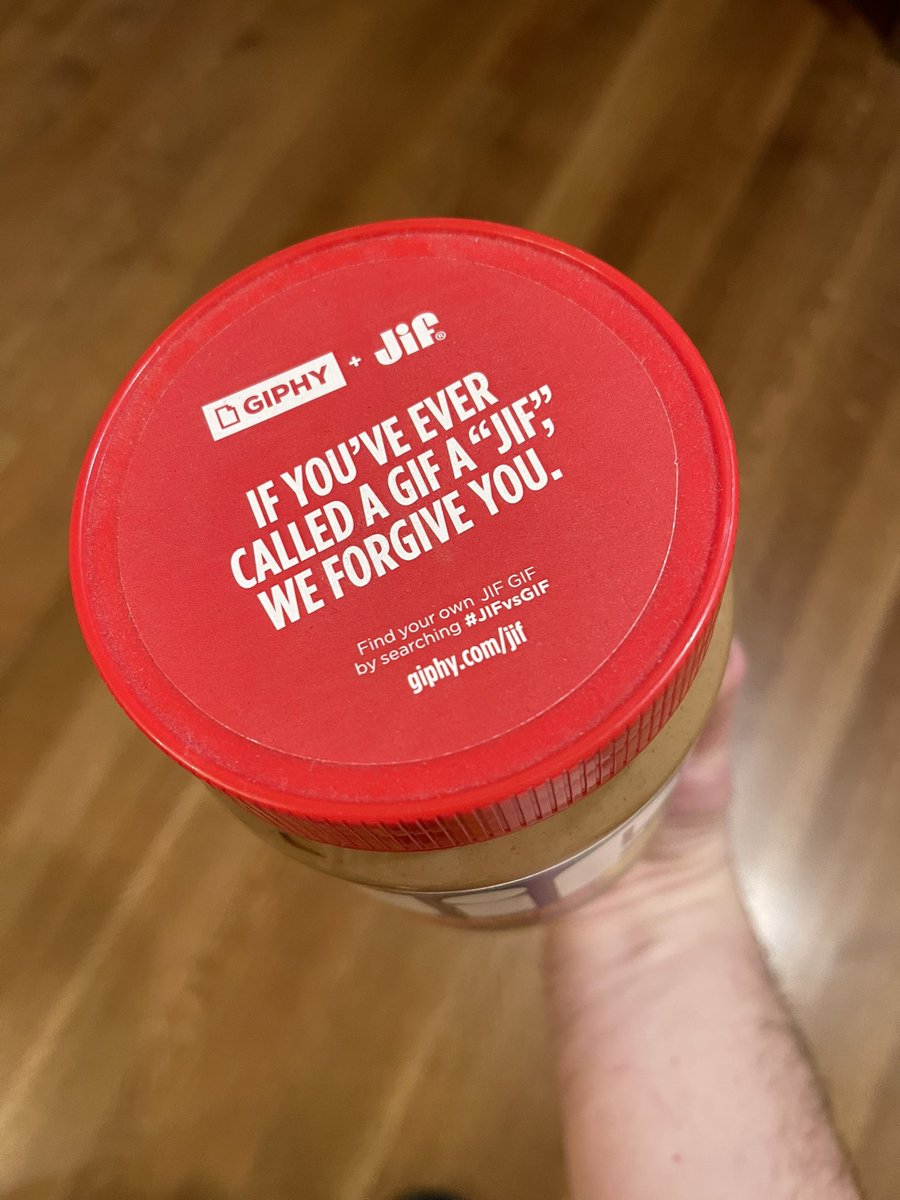 GIPHY + Jif®
IF YOU'VE EVER
CALLED A GIF A “JIF,”
WE FORGIVE YOU.
Find your own JIF GIF
by searching #JIFvsGIF
giphy.com/jif